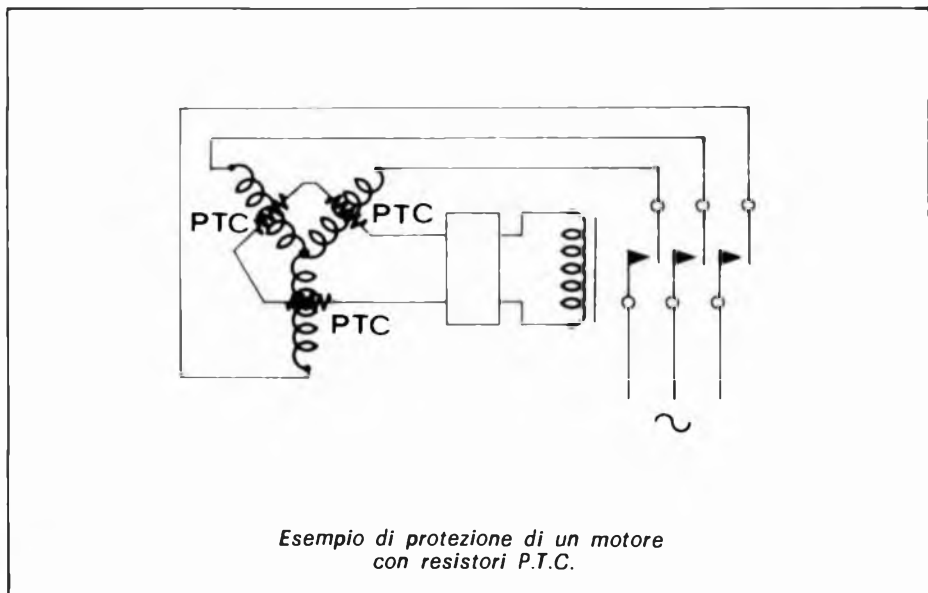 PTC
PTC
PTC
Esempio di protezione di un motore
con resistori P.T.C.